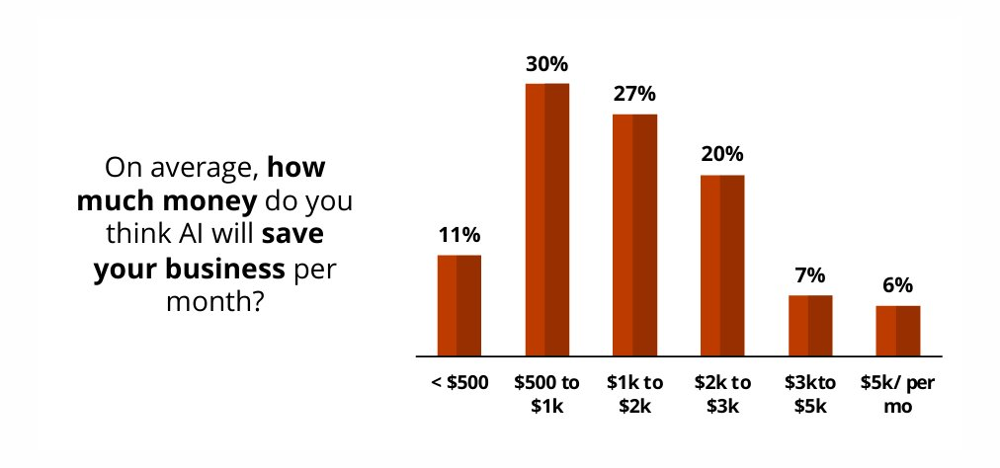 On average, how
much money do you
think AI will save
your business per
month?
30%
27%
20%
11%
7%
6%
< $500
$500 to
$1k
$1k to
$2k
$2k to
$3k
$3kto
$5k
$5k/ per
mo